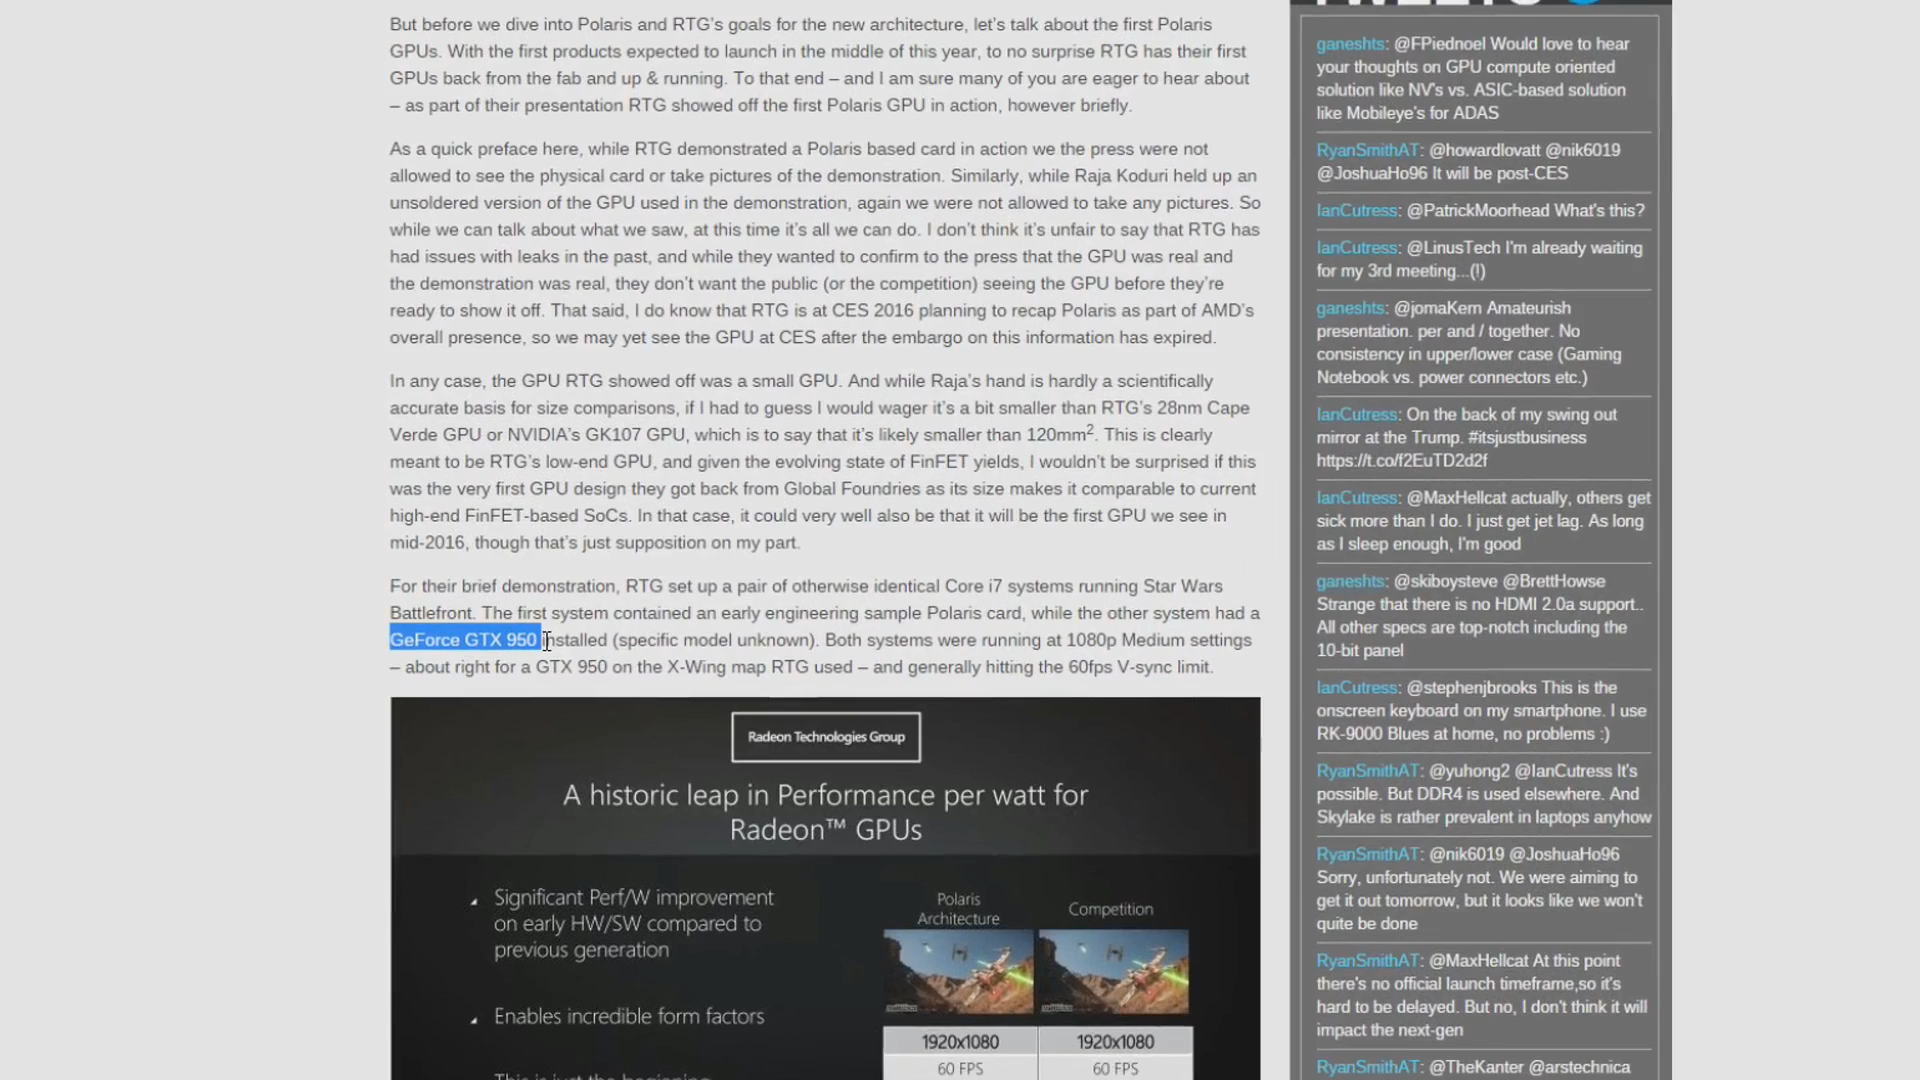 But before we dive into Polaris and RTG's goals for the new architecture, let's talk about the first Polaris
GPUs. With the first products expected to launch in the middle of this year, to no surprise RTG has their first
GPUs back from the fab and up & running. To that end – and I am sure many of you are eager to hear about
– as part of their presentation RTG showed off the first Polaris GPU in action, however briefly.
As a quick preface here, while RTG demonstrated a Polaris based card in action we the press were not
allowed to see the physical card or take pictures of the demonstration. Similarly, while Raja Koduri held up an
unsoldered version of the GPU used in the demonstration, again we were not allowed to take any pictures. So
while we can talk about what we saw, at this time it's all we can do. I don't think it's unfair to say that RTG has
had issues with leaks in the past, and while they wanted to confirm to the press that the GPU was real and
the demonstration was real, they don't want the public (or the competition) seeing the GPU before they're
ready to show it off. That said, I do know that RTG is at CES 2016 planning to recap Polaris as part of AMD's
overall presence, so we may yet see the GPU at CES after the embargo on this information has expired.
In any case, the GPU RTG showed off was a small GPU. And while Raja's hand is hardly a scientifically
accurate basis for size comparisons, if I had to guess I would wager it's a bit smaller than RTG's 28nm Cape
Verde GPU or NVIDIA's GK107 GPU, which is to say that it's likely smaller than 120mm². This is clearly
meant to be RTG's low-end GPU, and given the evolving state of FinFET yields, I wouldn't be surprised if this
was the very first GPU design they got back from Global Foundries as its size makes it comparable to current
high-end FinFET-based SoCs. In that case, it could very well also be that it will be the first GPU we see in
mid-2016, though that's just supposition on my part.
For their brief demonstration, RTG set up a pair of otherwise identical Core i7 systems running Star Wars
Battlefront. The first system contained an early engineering sample Polaris card, while the other system had a
GeForce GTX 950 installed (specific model unknown). Both systems were running at 1080p Medium settings
– about right for a GTX 950 on the X-Wing map RTG used – and generally hitting the 60fps V-sync limit.
Radeon Technologies Group
A historic leap in Performance per watt for
Radeon™ GPUs
Significant Perf/W improvement
on early HW/SW compared to
previous generation
Enables incredible form factors
This is just the beginning
Polaris
Architecture
Competition
1920x1080
1920x1080
60 FPS
60 FPS
ganeshts: @FPiednoel Would love to hear
your thoughts on GPU compute oriented
solution like NV's vs. ASIC-based solution
like Mobileye's for ADAS
RyanSmithAT: @howardlovatt @nik6019
@JoshuaHo96 It will be post-CES
IanCutress: @PatrickMoorhead What's this?
IanCutress: @LinusTech I'm already waiting
for my 3rd meeting...(!)
ganeshts: @jomaKern Amateurish
presentation. per and / together. No
consistency in upper/lower case (Gaming
Notebook vs. power connectors etc.)
IanCutress: On the back of my swing out
mirror at the Trump. #itsjustbusiness
https://t.co/f2EuTD2d2f
IanCutress: @MaxHellcat actually, others get
sick more than I do. I just get jet lag. As long
as I sleep enough, I'm good
ganeshts: @skiboysteve @BrettHowse
Strange that there is no HDMI 2.0a support..
All other specs are top-notch including the
10-bit panel
IanCutress: @stephenjbrooks This is the
onscreen keyboard on my smartphone. I use
RK-9000 Blues at home, no problems :)
RyanSmithAT: @yuhong2 @IanCutress It's
possible. But DDR4 is used elsewhere. And
Skylake is rather prevalent in laptops anyhow
RyanSmithAT: @nik6019 @JoshuaHo96
Sorry, unfortunately not. We were aiming to
get it out tomorrow, but it looks like we won't
quite be done
RyanSmithAT: @MaxHellcat At this point
there's no official launch timeframe,so it's
hard to be delayed. But no, I don't think it will
impact the next-gen
RyanSmithAT: @TheKanter @arstechnica